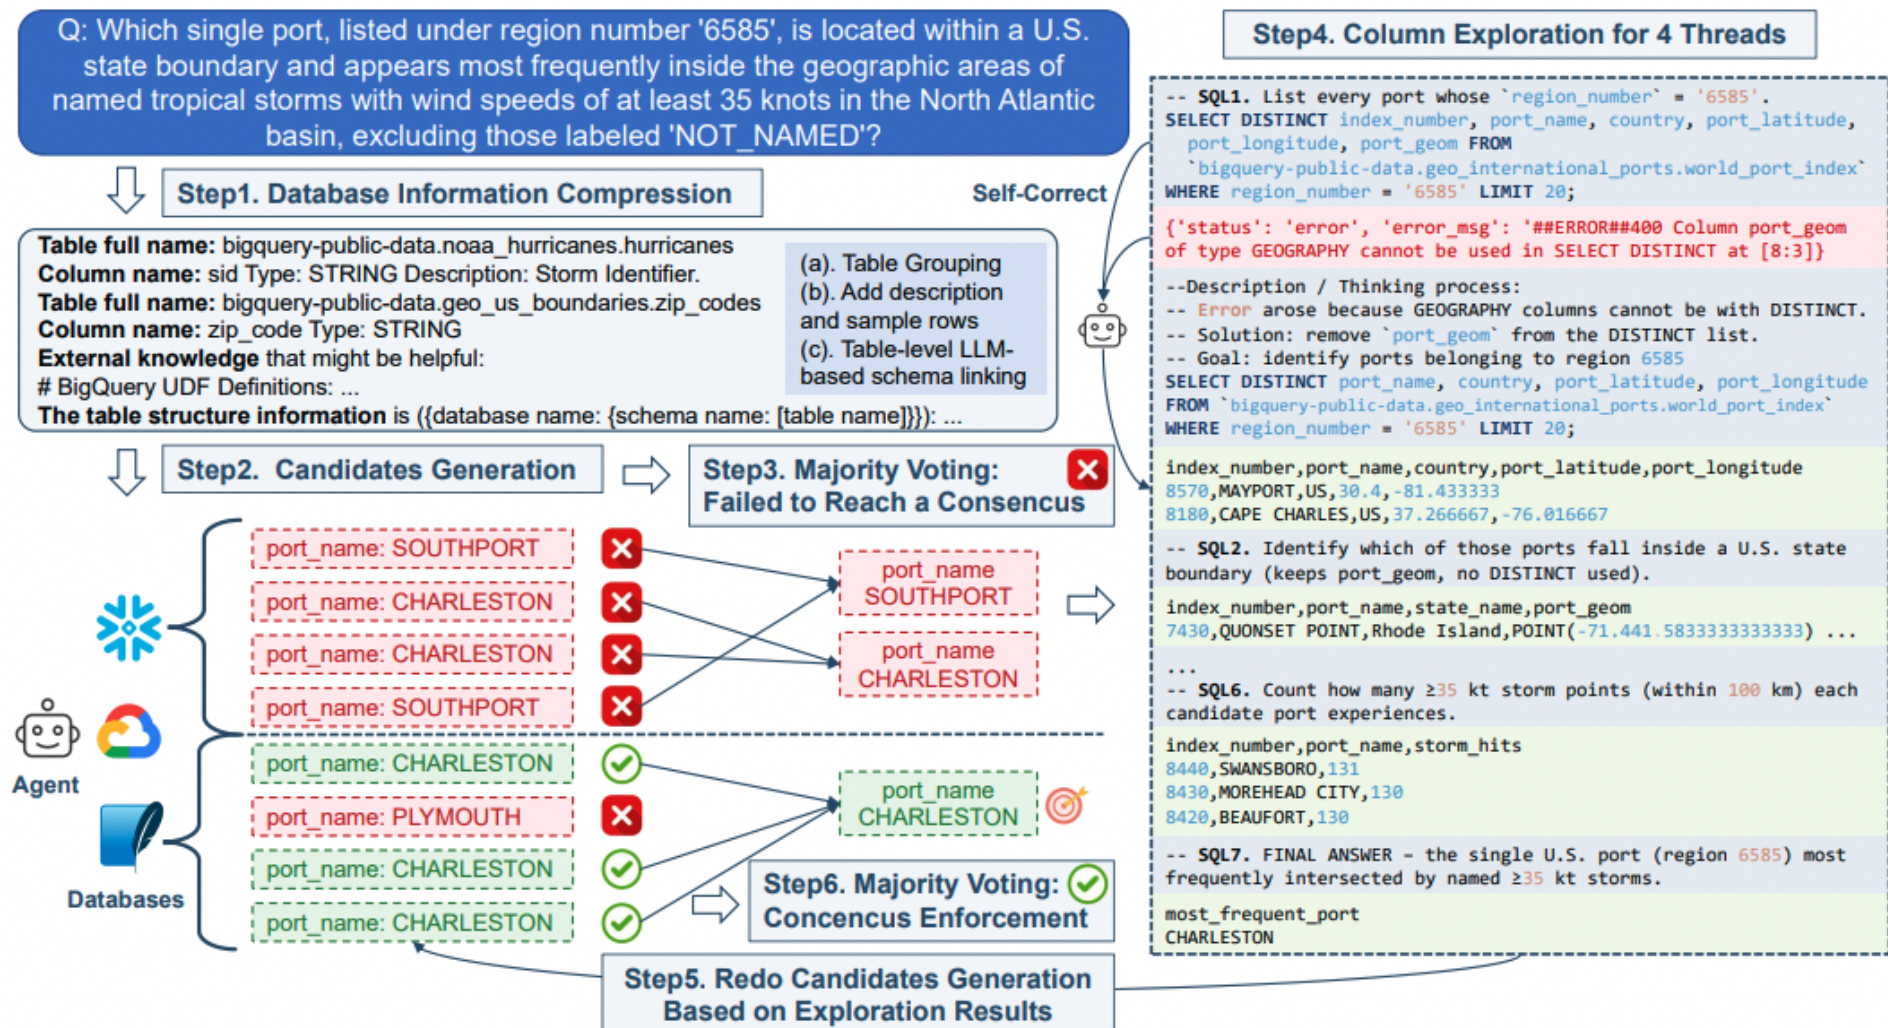 Q: Which single port, listed under region number '6585', is located within a U.S.
state boundary and appears most frequently inside the geographic areas of
named tropical storms with wind speeds of at least 35 knots in the North Atlantic
basin, excluding those labeled 'NOT_NAMED'?
Step1. Database Information Compression
Table full name: bigquery-public-data.noaa_hurricanes.hurricanes
Column name: sid Type: STRING Description: Storm Identifier.
Table full name: bigquery-public-data.geo_us_boundaries.zip_codes
Column name: zip_code Type: STRING
External knowledge that might be helpful:
# BigQuery UDF Definitions: ...
The table structure information is ({database name: {schema name: [table name]}}): ...
(a). Table Grouping
(b). Add description
and sample rows
(c). Table-level LLM-
based schema linking
Step2. Candidates Generation
Step3. Majority Voting:
Failed to Reach a Consencus
port_name: SOUTHPORT
port_name: CHARLESTON
port_name: CHARLESTON
port_name: SOUTHPORT
port_name
SOUTHPORT
port_name
CHARLESTON
Agent
Databases
port_name: CHARLESTON
port_name: PLYMOUTH
port_name: CHARLESTON
port_name: CHARLESTON
port_name
CHARLESTON
Step6. Majority Voting:
Concencus Enforcement
Step5. Redo Candidates Generation
Based on Exploration Results
Self-Correct
Step4. Column Exploration for 4 Threads
-- SQL1. List every port whose `region_number` = '6585'.
SELECT DISTINCT index_number, port_name, country, port_latitude,
port_longitude, port_geom FROM
`bigquery-public-data.geo_international_ports.world_port_index`
WHERE region_number = '6585' LIMIT 20;
{'status': 'error', 'error_msg': '##ERROR##400 Column port_geom
of type GEOGRAPHY cannot be used in SELECT DISTINCT at [8:3]}
--Description / Thinking process:
-- Error arose because GEOGRAPHY columns cannot be with DISTINCT.
-- Solution: remove `port_geom` from the DISTINCT list.
-- Goal: identify ports belonging to region 6585
SELECT DISTINCT port_name, country, port_latitude, port_longitude
FROM `bigquery-public-data.geo_international_ports.world_port_index`
WHERE region_number = '6585' LIMIT 20;
index_number,port_name,country,port_latitude,port_longitude
8570,MAYPORT,US,30.4,-81.433333
8180,CAPE CHARLES,US,37.266667,-76.016667
-- SQL2. Identify which of those ports fall inside a U.S. state
boundary (keeps port_geom, no DISTINCT used).
index_number,port_name,state_name,port_geom
7430,QUONSET POINT,Rhode Island,POINT(-71.441.5833333333333) ...
...
-- SQL6. Count how many ≥35 kt storm points (within 100 km) each
candidate port experiences.
index_number,port_name,storm_hits
8440,SWANSBORO,131
8430,MOREHEAD CITY,130
8420,BEAUFORT,130
-- SQL7. FINAL ANSWER – the single U.S. port (region 6585) most
frequently intersected by named ≥35 kt storms.
most_frequent_port
CHARLESTON